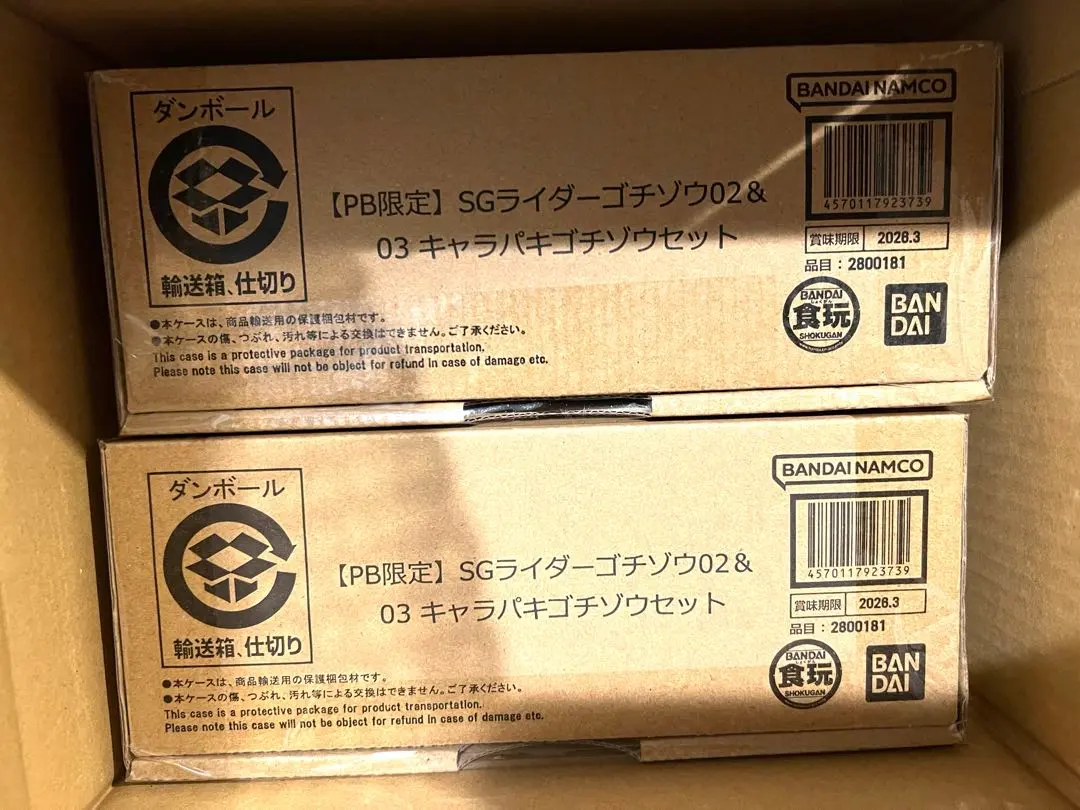 ダンボール
輸送箱、仕切り
【PB限定】SGライダーゴチゾウ02&
03 キャラパキゴチゾウセット
BANDAI NAMCO
4570117923739
賞味期限 2026.3
品目：2800181
BANDAI
しょくがん
食玩
SHOKUGAN
BAN
DAI
●本ケースは、商品輸送用の保護梱包材です。
●本ケースの傷、つぶれ、汚れ等による交換はできません。ご了承ください。
This case is a protective package for product transportation.
Please note this case will not be object for refund in case of damage etc.
ダンボール
輸送箱、仕切り
【PB限定】SGライダーゴチゾウ02&
03 キャラパキゴチゾウセット
BANDAI NAMCO
4570117923739
賞味期限 2026.3
品目：2800181
BANDAI
しょくがん
食玩
SHOKUGAN
BAN
DAI
●本ケースは、商品輸送用の保護梱包材です。
●本ケースの傷、つぶれ、汚れ等による交換はできません。ご了承ください。
This case is a protective package for product transportation.
Please note this case will not be object for refund in case of damage etc.